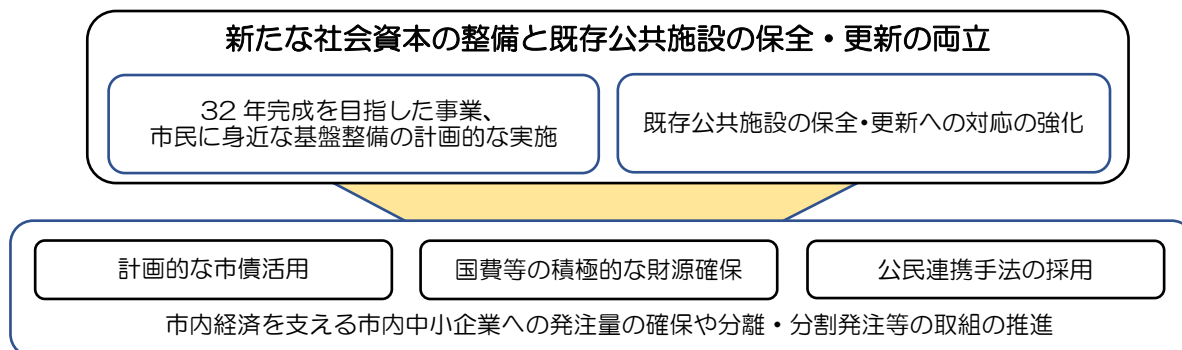 新たな社会資本の整備と既存公共施設の保全・更新の両立
32 年完成を目指した事業、
市民に身近な基盤整備の計画的な実施
既存公共施設の保全・更新への対応の強化
計画的な市債活用
国費等の積極的な財源確保
公民連携手法の採用
市内経済を支える市内中小企業への発注量の確保や分離・分割発注等の取組の推進